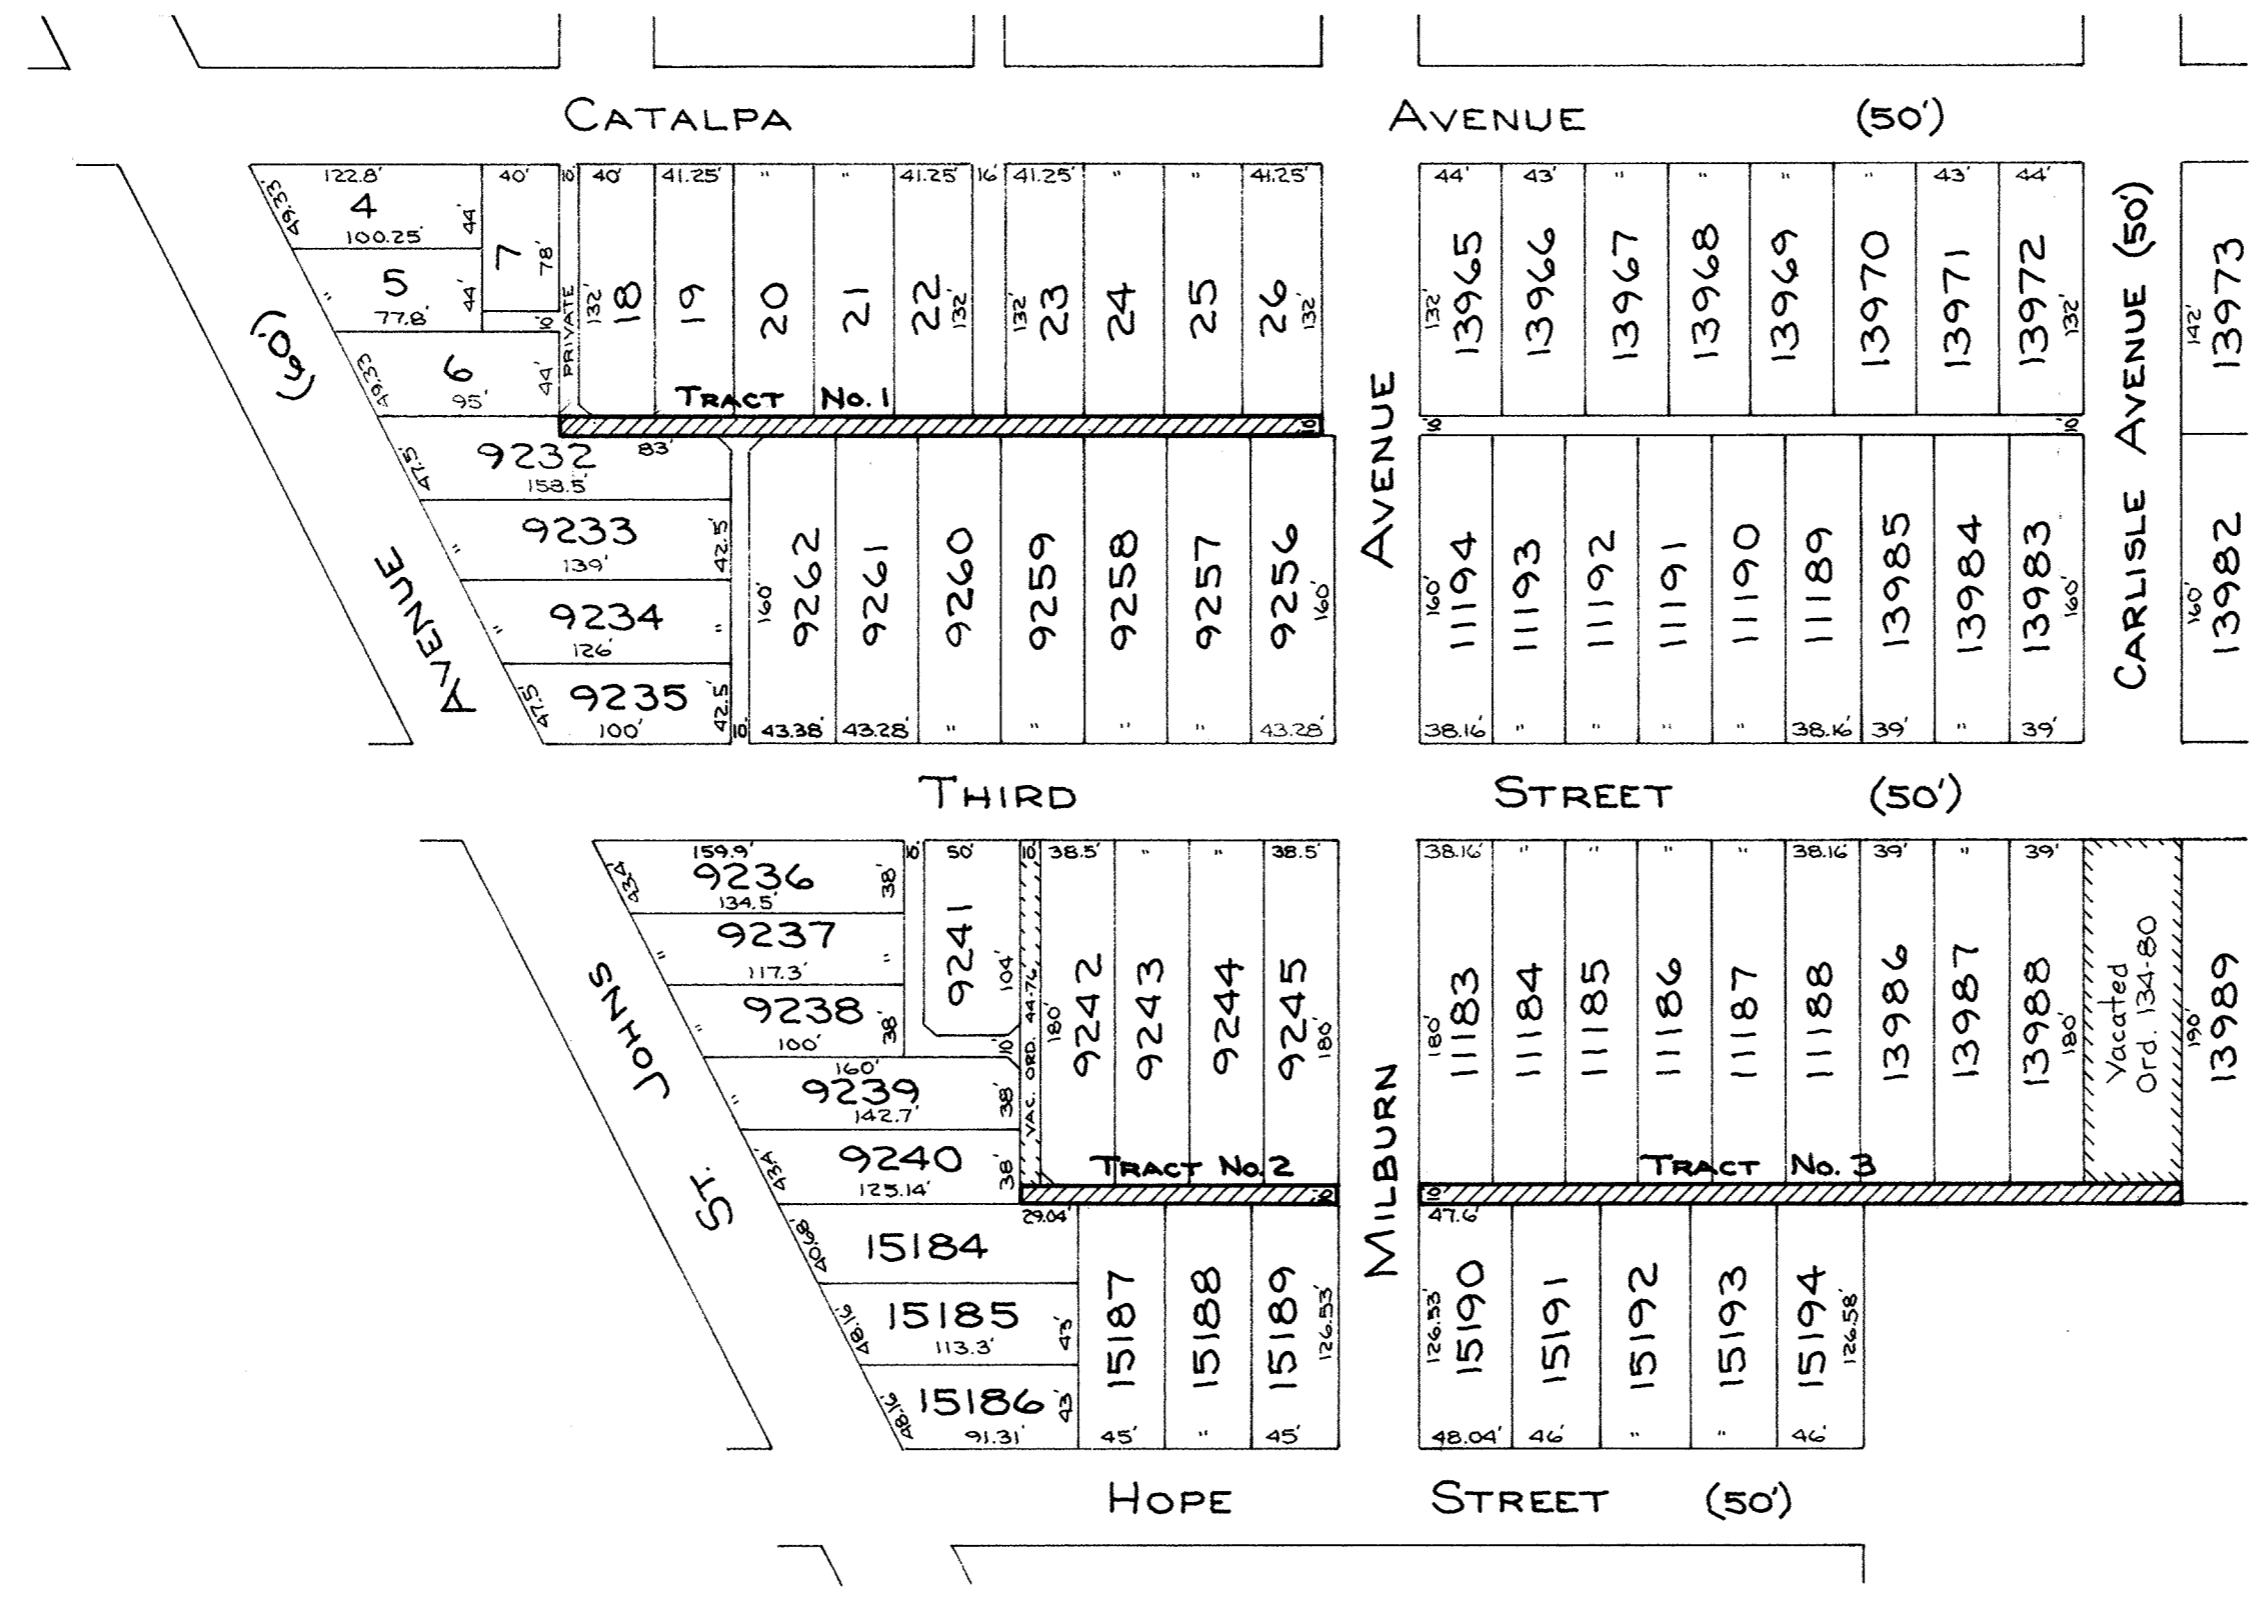 CATALPA AVENUE (50')
122.8' 40' 10' 40' 41.25' " " 41.25' 16' 41.25' " " 41.25'
44' 43' " " " " 43' 44'
49.33' 4 44'
100.25'
" 5 44'
77.8'
7 78'
10'
49.33 6 44'
95'
PRIVATE
132' 18 19 20 21 22 132' 132' 23 24 25 26 132'
132' 13965 13966 13967 13968 13969 13970 13971 13972 132'
142' 13973
TRACT No. 1
10'
10' 10'
83'
47.5' 9232
158.5'
" 9233 42.5'
139'
" 9234 "
126'
47.5' 9235 42.5'
100'
160' 9262 9261 9260 9259 9258 9257 9256 160'
10' 43.38' 43.28' " " " " 43.28'
160' 11194 11193 11192 11191 11190 11189 13985 13984 13983 160'
38.16' " " " " 38.16' 39' " 39'
160' 13982
(60')
AVENUE
AVENUE
CARLISLE AVENUE (50')
THIRD STREET (50')
159.9' 10' 50' 10' 38.5' " " 38.5'
38.16' " " " " 38.16' 39' " 39'
43.4' 9236 38'
134.5'
" 9237 "
117.3'
" 9238 38'
100'
9241 104'
10'
160'
" 9239 38'
142.7'
43.4' 9240 38'
125.14'
VAC. ORD. 44-76
180' 9242 9243 9244 9245 180'
180' 11183 11184 11185 11186 11187 11188 13986 13987 13988 180'
Vacated
Ord. 134-80
190' 13989
TRACT No. 2
10'
TRACT No. 3
10'
29.04'
47.6'
40.68' 15184
48.16' 15185 43'
113.3'
48.16' 15186 43'
91.31'
15187 15188 15189 126.53'
45' " 45'
126.53' 15190 15191 15192 15193 15194 126.58'
48.04' 46' " " 46'
ST. JOHNS
MILBURN
HOPE STREET (50')